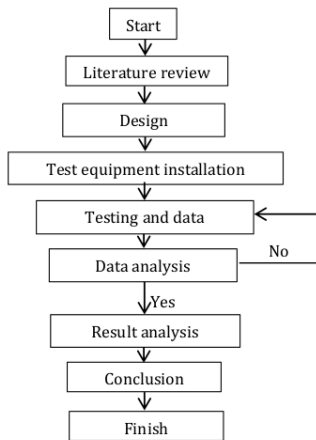 Start
Literature review
Design
Test equipment installation
Testing and data
No
Data analysis
Yes
Result analysis
Conclusion
Finish